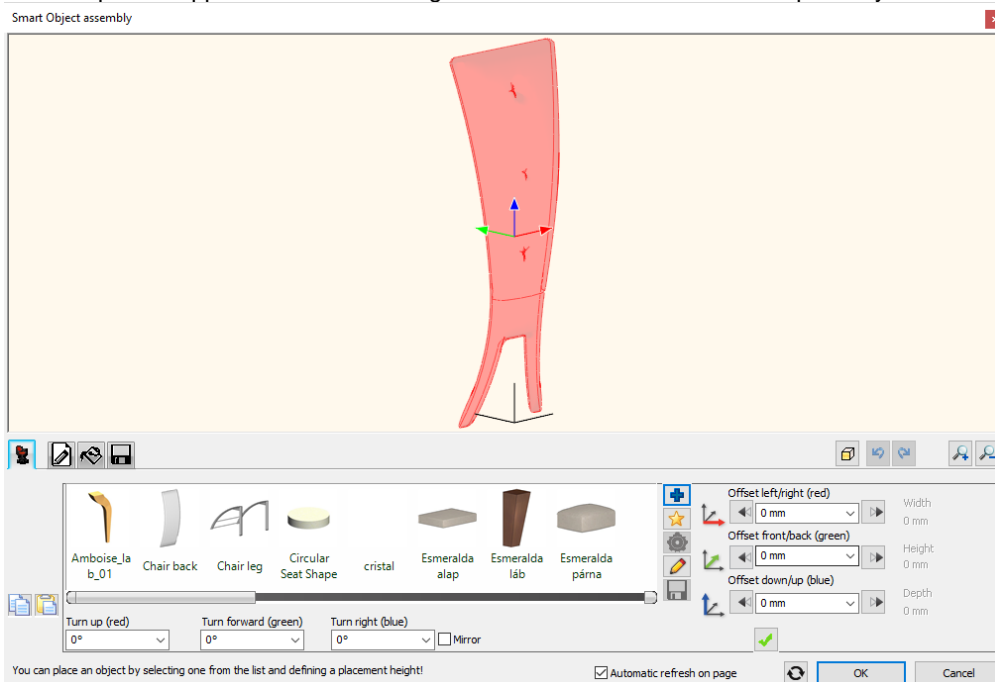 Smart Object assembly
Amboise_la
b_01
Chair back
Chair leg
Circular
Seat Shape
cristal
Esmeralda
alap
Esmeralda
láb
Esmeralda
párna
Offset left/right (red)
0 mm
Offset front/back (green)
0 mm
Offset down/up (blue)
0 mm
Width
0 mm
Height
0 mm
Depth
0 mm
Turn up (red)
0°
Turn forward (green)
0°
Turn right (blue)
0°
Mirror
You can place an object by selecting one from the list and defining a placement height!
Automatic refresh on page
OK
Cancel